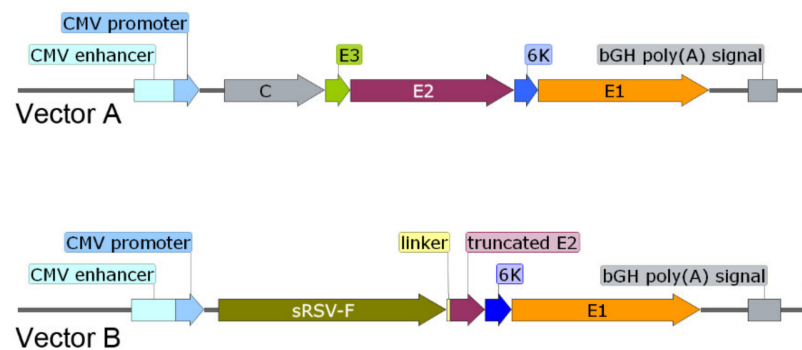 CMV promoter
CMV enhancer
E3
6K
bGH poly(A) signal
C
E2
E1
Vector A
CMV promoter
linker
truncated E2
CMV enhancer
6K
bGH poly(A) signal
sRSV-F
E1
Vector B